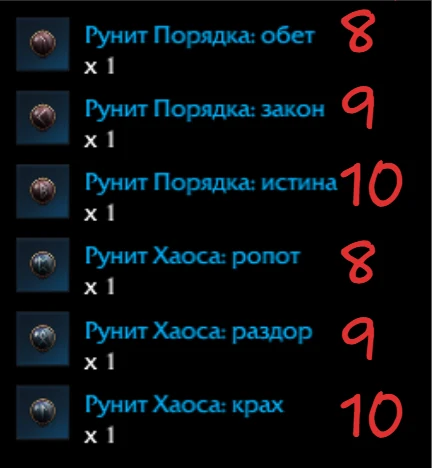 Рунит Порядка: обет 8
x 1
Рунит Порядка: закон 9
x 1
Рунит Порядка: истина 10
x 1
Рунит Хаоса: ропот 8
x 1
Рунит Хаоса: раздор 9
x 1
Рунит Хаоса: крах 10
x 1